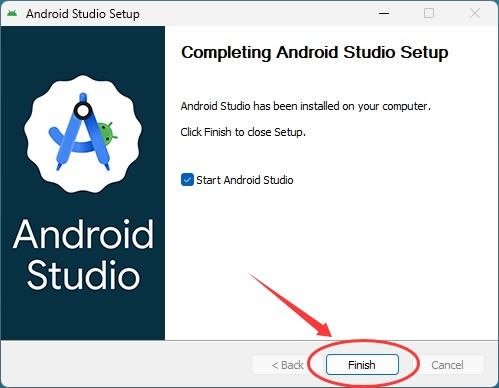 Android Studio Setup
Completing Android Studio Setup
Android Studio has been installed on your computer.
Click Finish to close Setup.
Start Android Studio
Android
Studio
< Back
Finish
Cancel